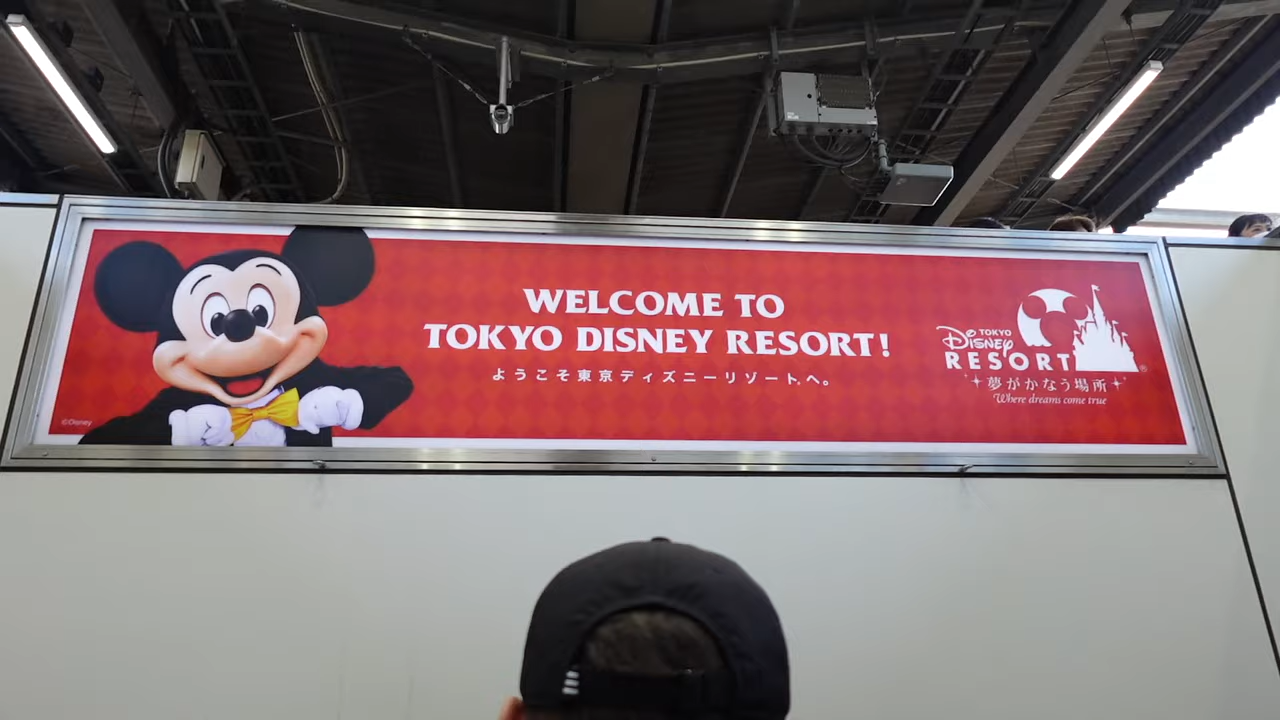 WELCOME TO
TOKYO DISNEY RESORT!
ようこそ東京ディズニーリゾートへ。
©Disney
TOKYO
Disney
RESORT®
夢がかなう場所
Where dreams come true